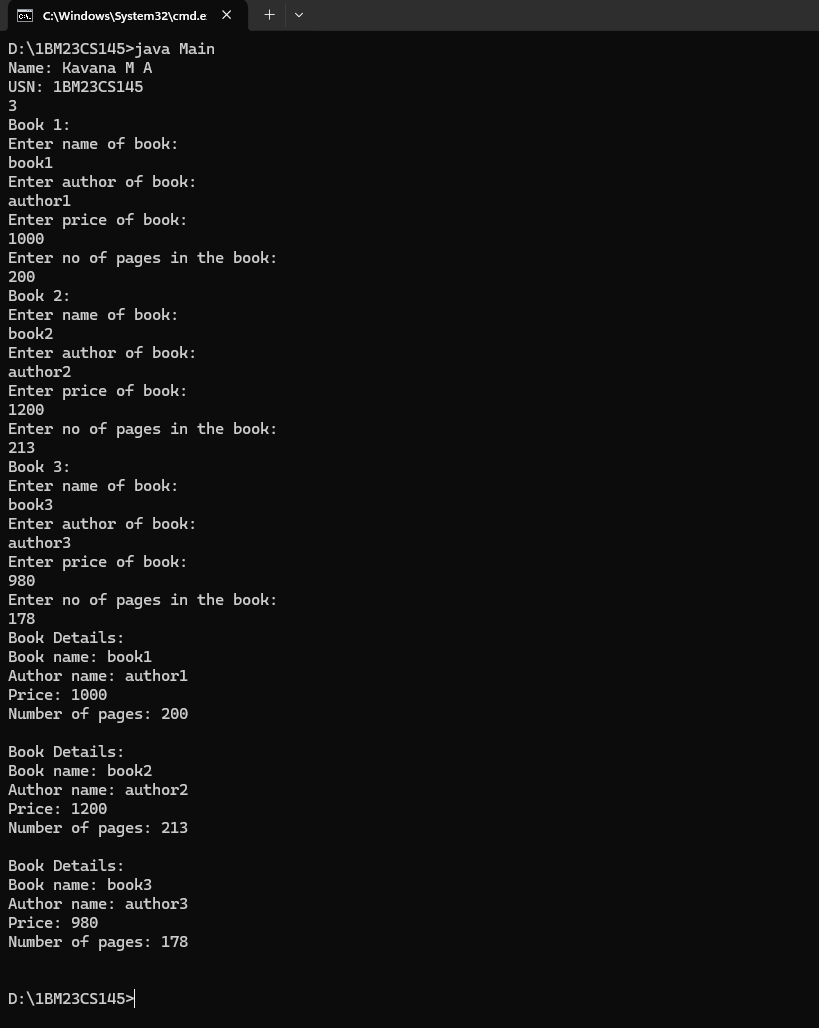 C:\Windows\System32\cmd.e
D:\1BM23CS145>java Main
Name: Kavana M A
USN: 1BM23CS145
3
Book 1:
Enter name of book:
book1
Enter author of book:
author1
Enter price of book:
1000
Enter no of pages in the book:
200
Book 2:
Enter name of book:
book2
Enter author of book:
author2
Enter price of book:
1200
Enter no of pages in the book:
213
Book 3:
Enter name of book:
book3
Enter author of book:
author3
Enter price of book:
980
Enter no of pages in the book:
178
Book Details:
Book name: book1
Author name: author1
Price: 1000
Number of pages: 200

Book Details:
Book name: book2
Author name: author2
Price: 1200
Number of pages: 213

Book Details:
Book name: book3
Author name: author3
Price: 980
Number of pages: 178

D:\1BM23CS145>